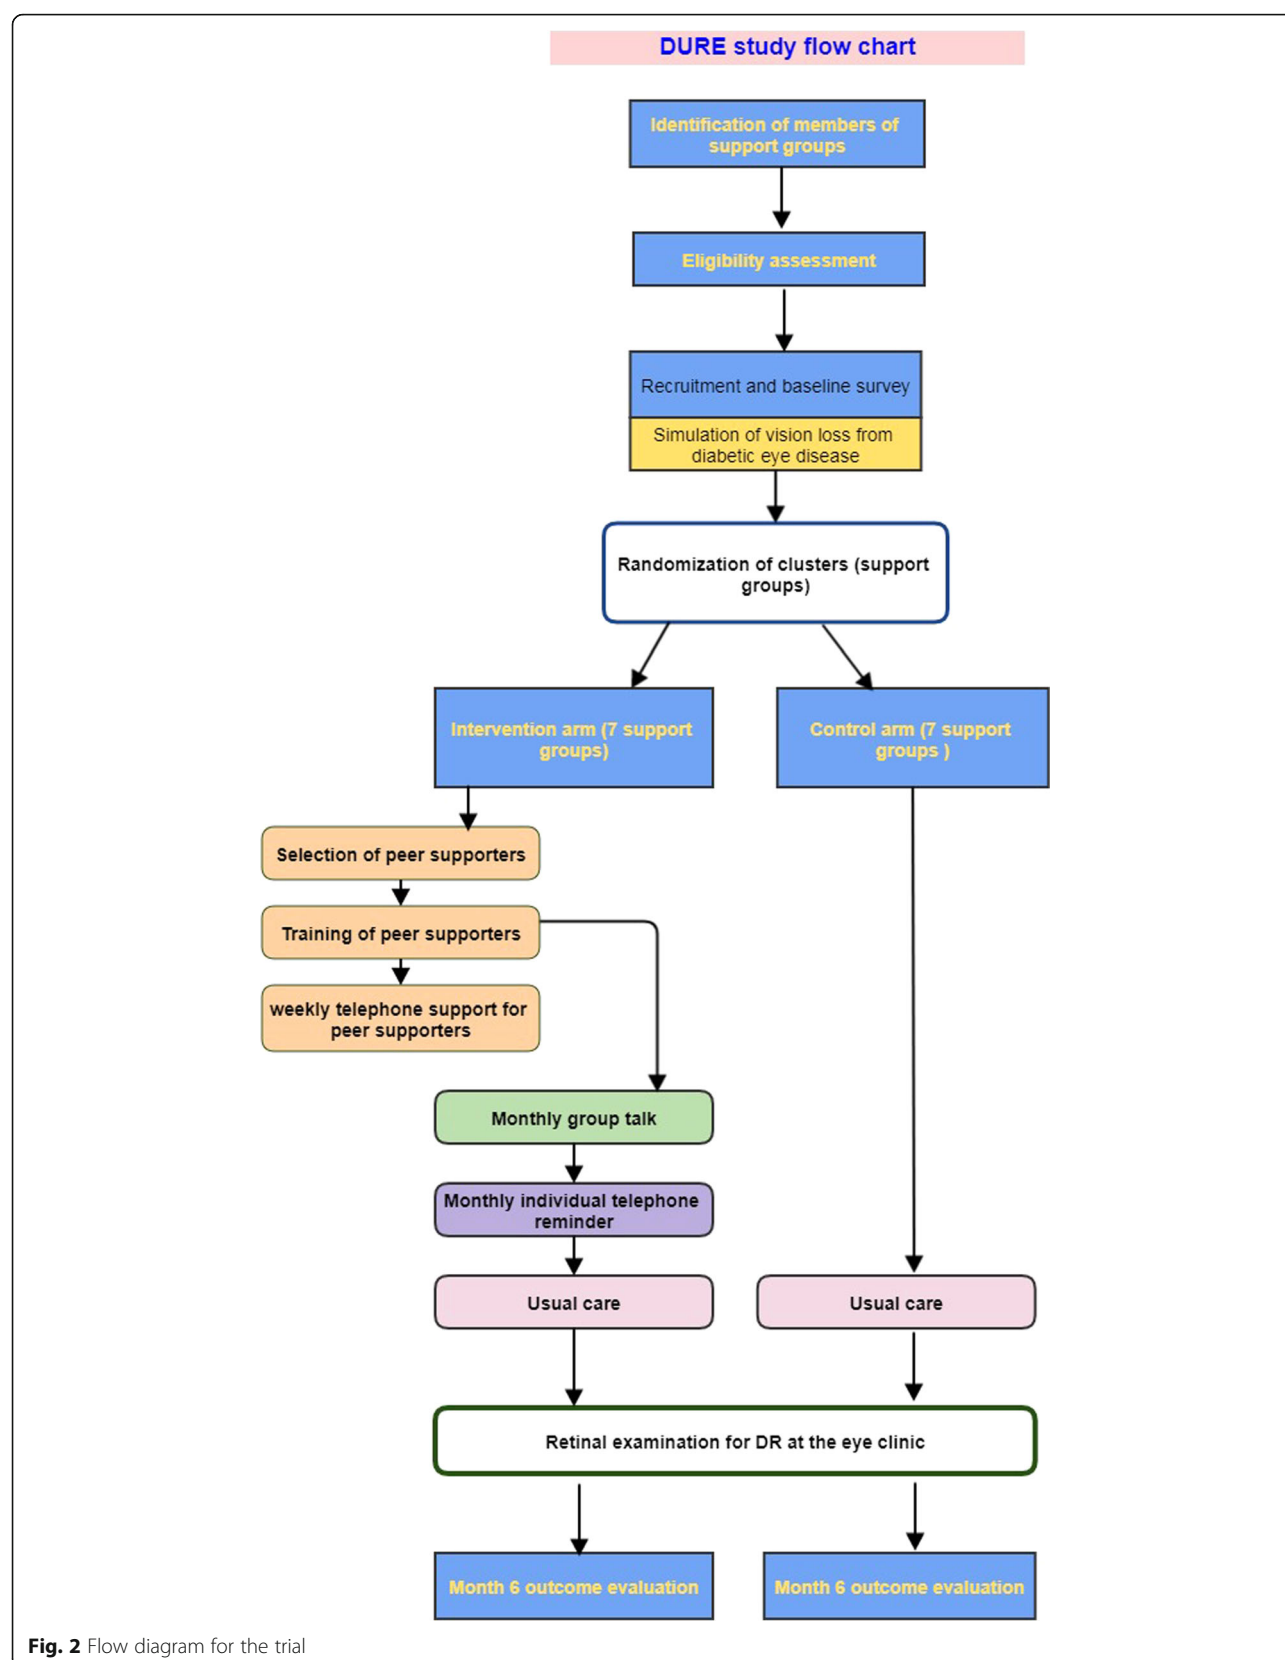 DURE study flow chart
Identification of members of
support groups
Eligibility assessment
Recruitment and baseline survey
Simulation of vision loss from
diabetic eye disease
Randomization of clusters (support
groups)
Intervention arm (7 support
groups)
Control arm (7 support
groups )
Selection of peer supporters
Training of peer supporters
weekly telephone support for
peer supporters
Monthly group talk
Monthly individual telephone
reminder
Usual care
Usual care
Retinal examination for DR at the eye clinic
Month 6 outcome evaluation
Month 6 outcome evaluation
Fig. 2 Flow diagram for the trial